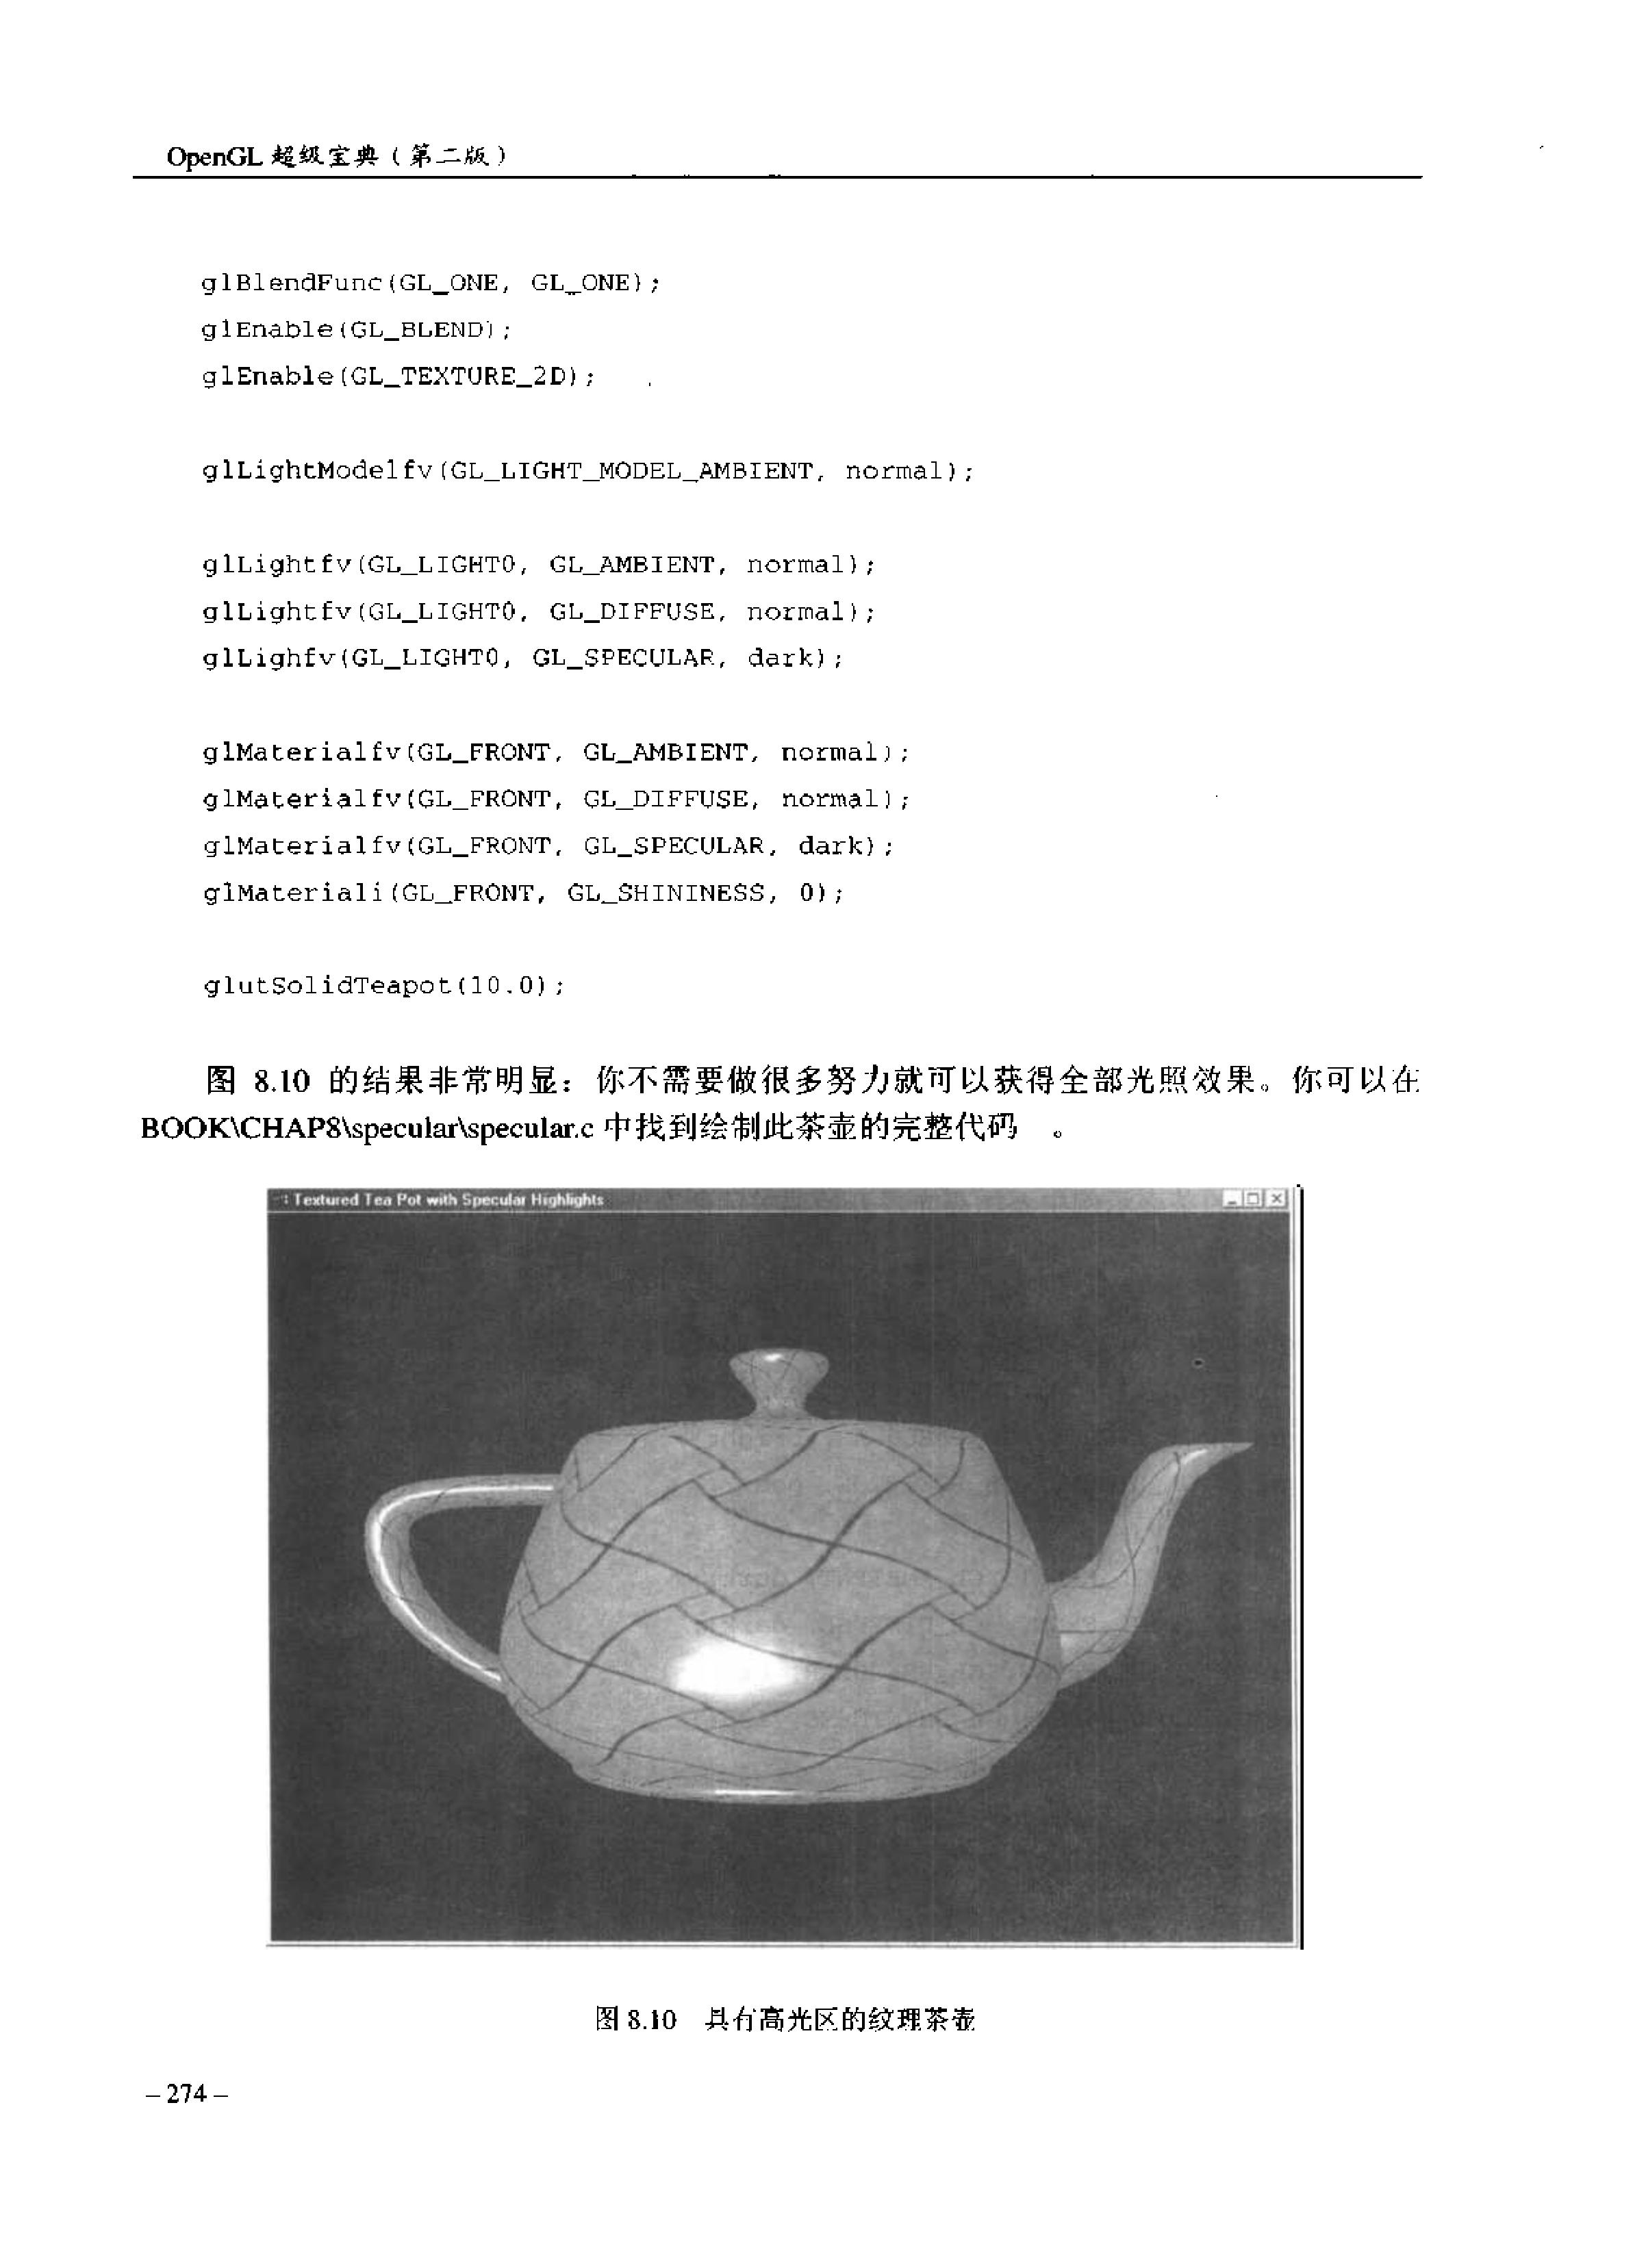 OpenGL 超级宝典（第二版）
glBlendFunc(GL_ONE, GL_ONE);
glEnable(GL_BLEND);
glEnable(GL_TEXTURE_2D);
glLightModelfv(GL_LIGHT_MODEL_AMBIENT, normal);
glLightfv(GL_LIGHT0, GL_AMBIENT, normal);
glLightfv(GL_LIGHT0, GL_DIFFUSE, normal);
glLighfv(GL_LIGHT0, GL_SPECULAR, dark);
glMaterialfv(GL_FRONT, GL_AMBIENT, normal);
glMaterialfv(GL_FRONT, GL_DIFFUSE, normal);
glMaterialfv(GL_FRONT, GL_SPECULAR, dark);
glMateriali(GL_FRONT, GL_SHININESS, 0);
glutSolidTeapot(10.0);
图 8.10 的结果非常明显：你不需要做很多努力就可以获得全部光照效果。你可以在
BOOK\CHAP8\specular\specular.c 中找到绘制此茶壶的完整代码 。
Textured Tea Pot with Specular Highlights
图 8.10 具有高光区的纹理茶壶
– 274 –